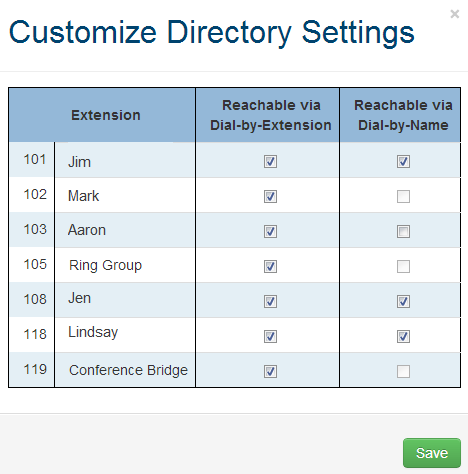 Customize Directory Settings
×
Extension Reachable via Dial-by-Extension Reachable via Dial-by-Name
101 Jim
102 Mark
103 Aaron
105 Ring Group
108 Jen
118 Lindsay
119 Conference Bridge
Save